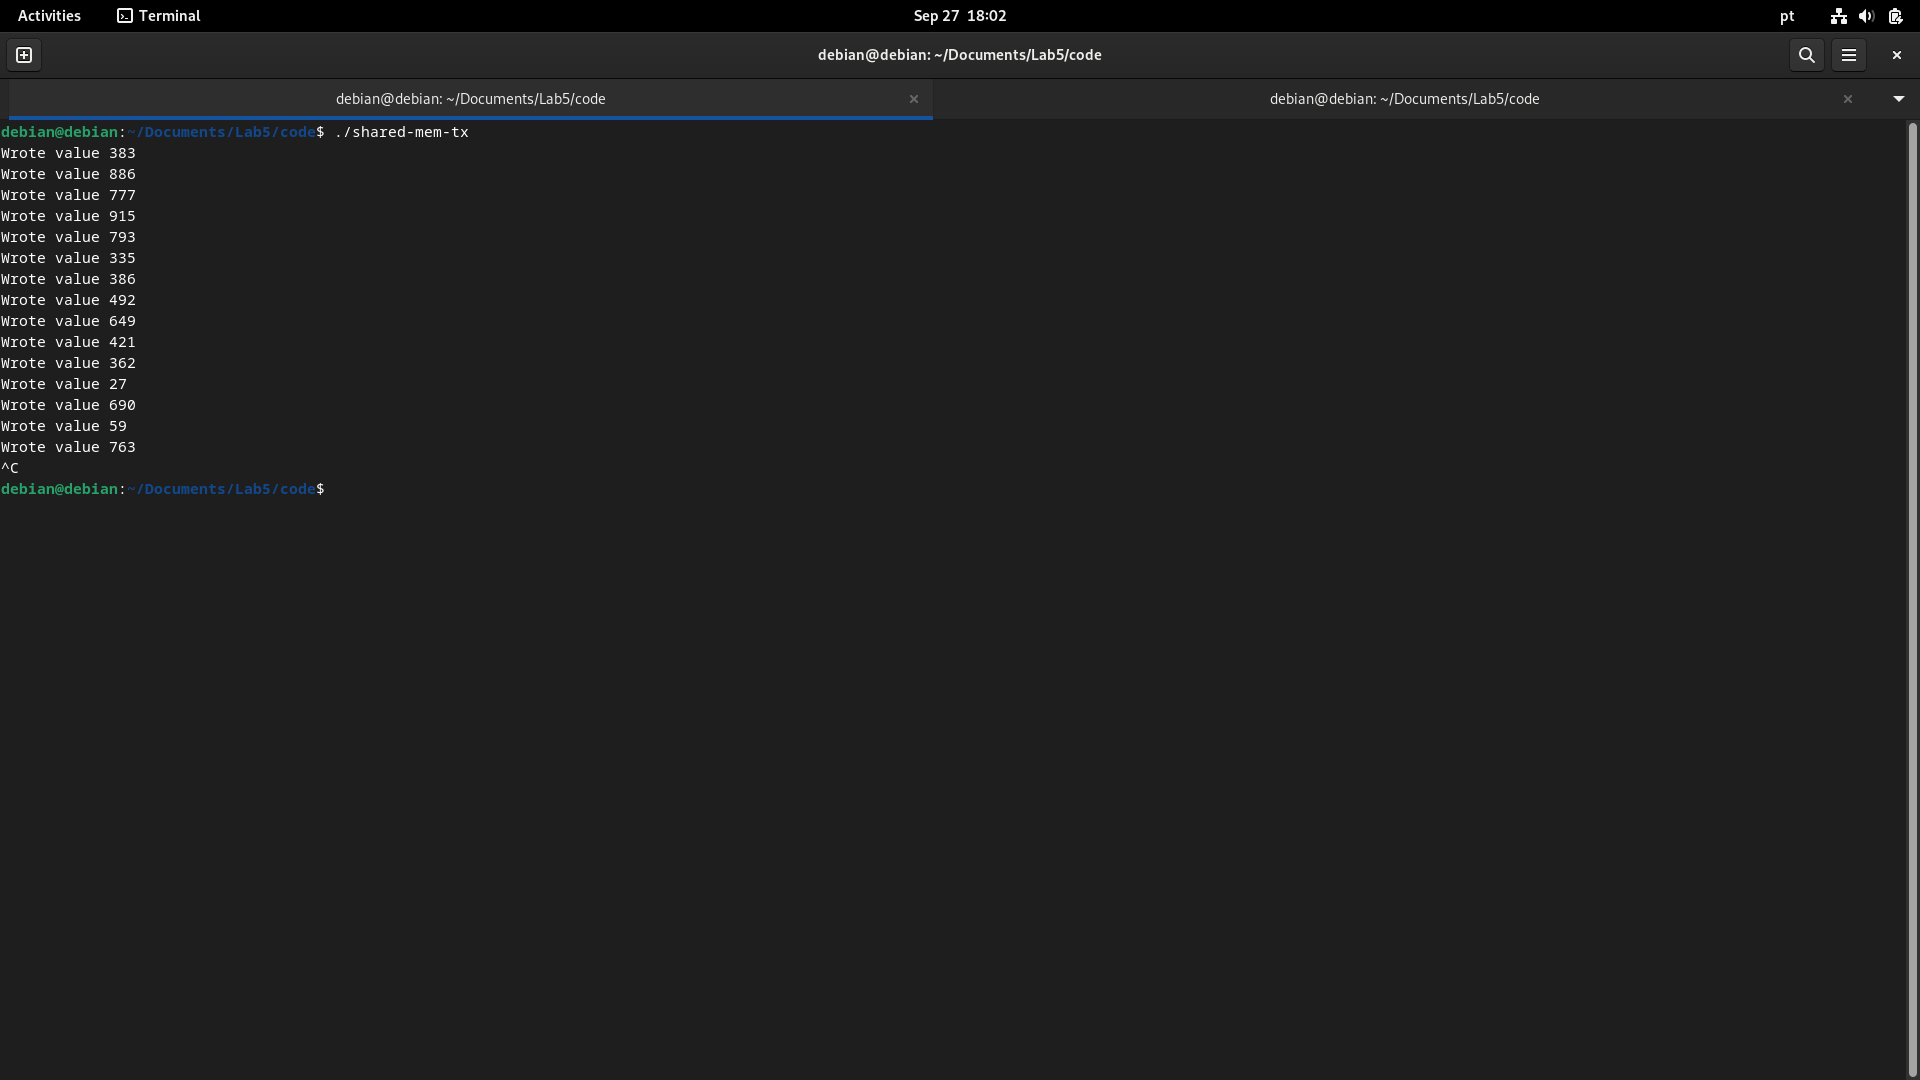 Activities Terminal Sep 27 18:02 pt
debian@debian: ~/Documents/Lab5/code
debian@debian: ~/Documents/Lab5/code debian@debian: ~/Documents/Lab5/code
debian@debian:~/Documents/Lab5/code$ ./shared-mem-tx
Wrote value 383
Wrote value 886
Wrote value 777
Wrote value 915
Wrote value 793
Wrote value 335
Wrote value 386
Wrote value 492
Wrote value 649
Wrote value 421
Wrote value 362
Wrote value 27
Wrote value 690
Wrote value 59
Wrote value 763
^C
debian@debian:~/Documents/Lab5/code$